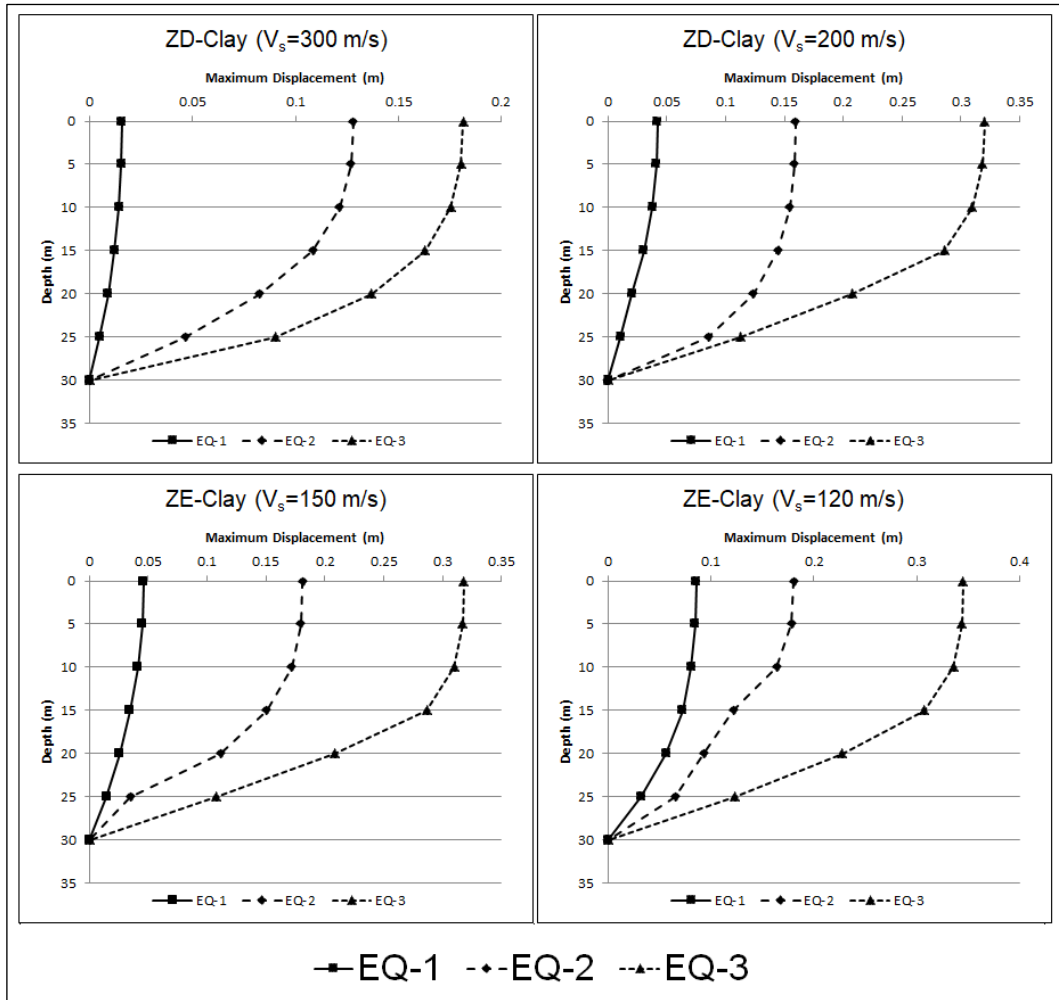 ZD-Clay (Vs=300 m/s)
Maximum Displacement (m)
0 0.05 0.1 0.15 0.2
Depth (m)
0
5
10
15
20
25
30
35
EQ-1 EQ-2 EQ-3
ZD-Clay (Vs=200 m/s)
Maximum Displacement (m)
0 0.05 0.1 0.15 0.2 0.25 0.3 0.35
Depth (m)
0
5
10
15
20
25
30
35
EQ-1 EQ-2 EQ-3
ZE-Clay (Vs=150 m/s)
Maximum Displacement (m)
0 0.05 0.1 0.15 0.2 0.25 0.3 0.35
Depth (m)
0
5
10
15
20
25
30
35
EQ-1 EQ-2 EQ-3
ZE-Clay (Vs=120 m/s)
Maximum Displacement (m)
0 0.1 0.2 0.3 0.4
Depth (m)
0
5
10
15
20
25
30
35
EQ-1 EQ-2 EQ-3
EQ-1 EQ-2 EQ-3